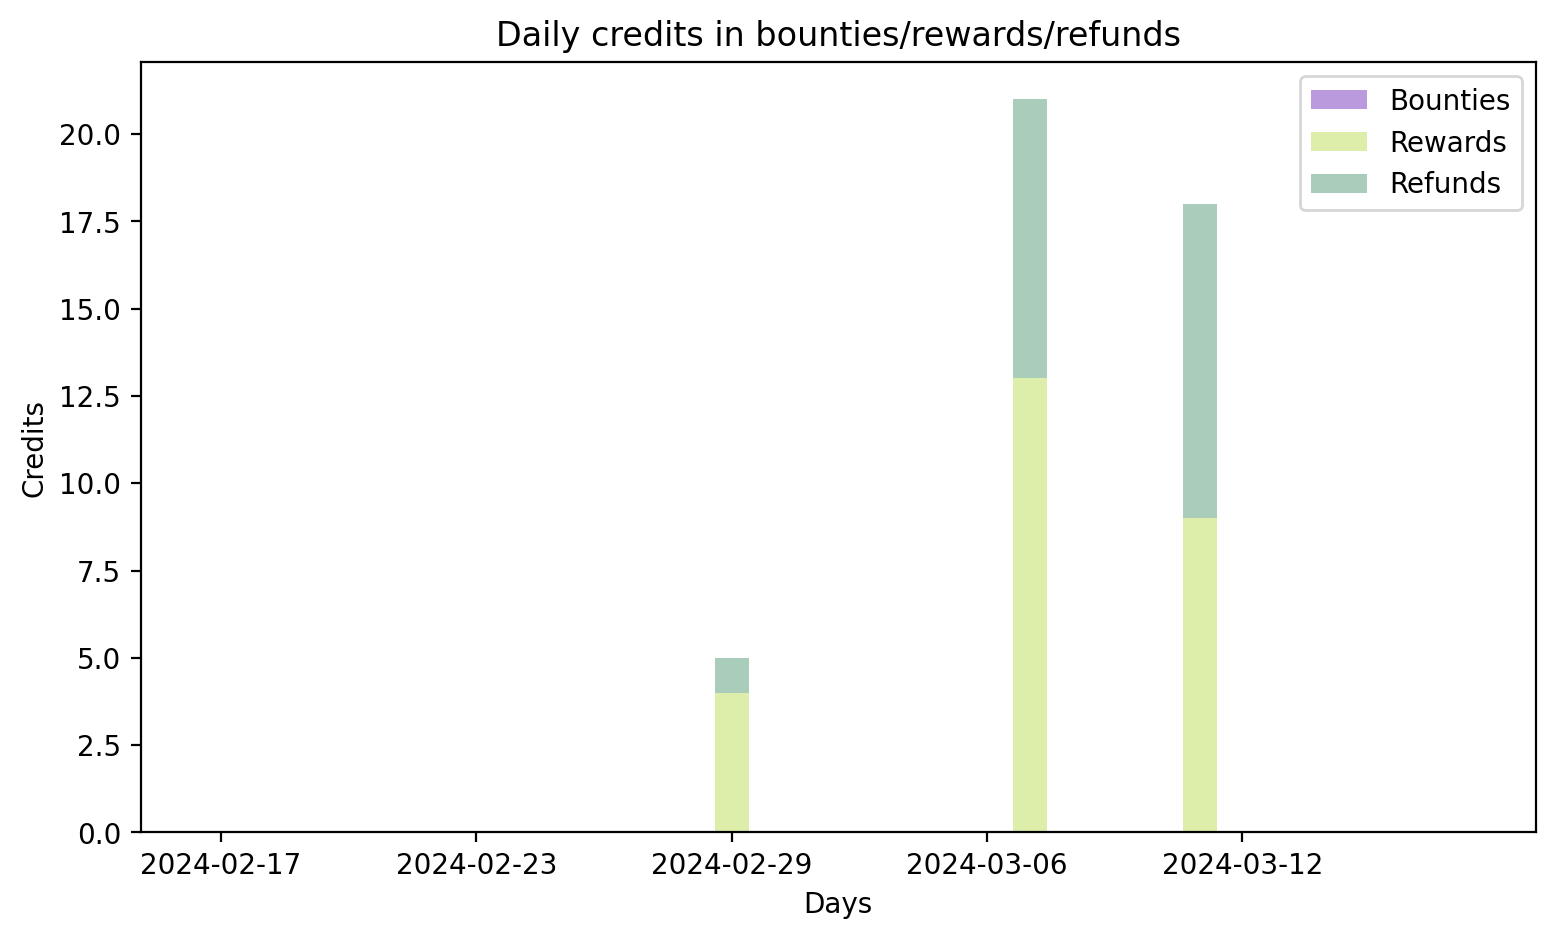 Daily credits in bounties/rewards/refunds
Bounties
Rewards
Refunds
Credits
20.0
17.5
15.0
12.5
10.0
7.5
5.0
2.5
0.0
2024-02-17 2024-02-23 2024-02-29 2024-03-06 2024-03-12
Days